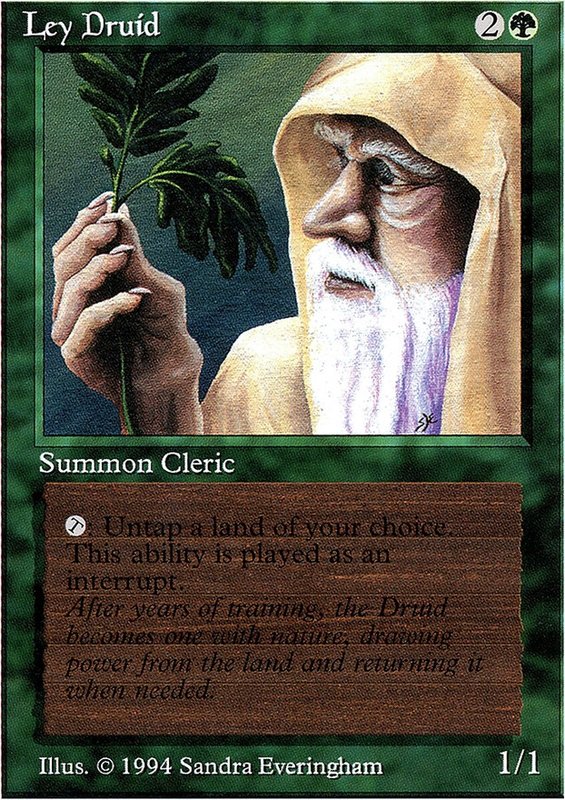 Ley Druid
2
Summon Cleric
T Untap a land of your choice.
This ability is played as an
interrupt.
After years of training, the Druid
becomes one with nature, drawing
power from the land and returning it
when needed.
Illus. © 1994 Sandra Everingham
1/1